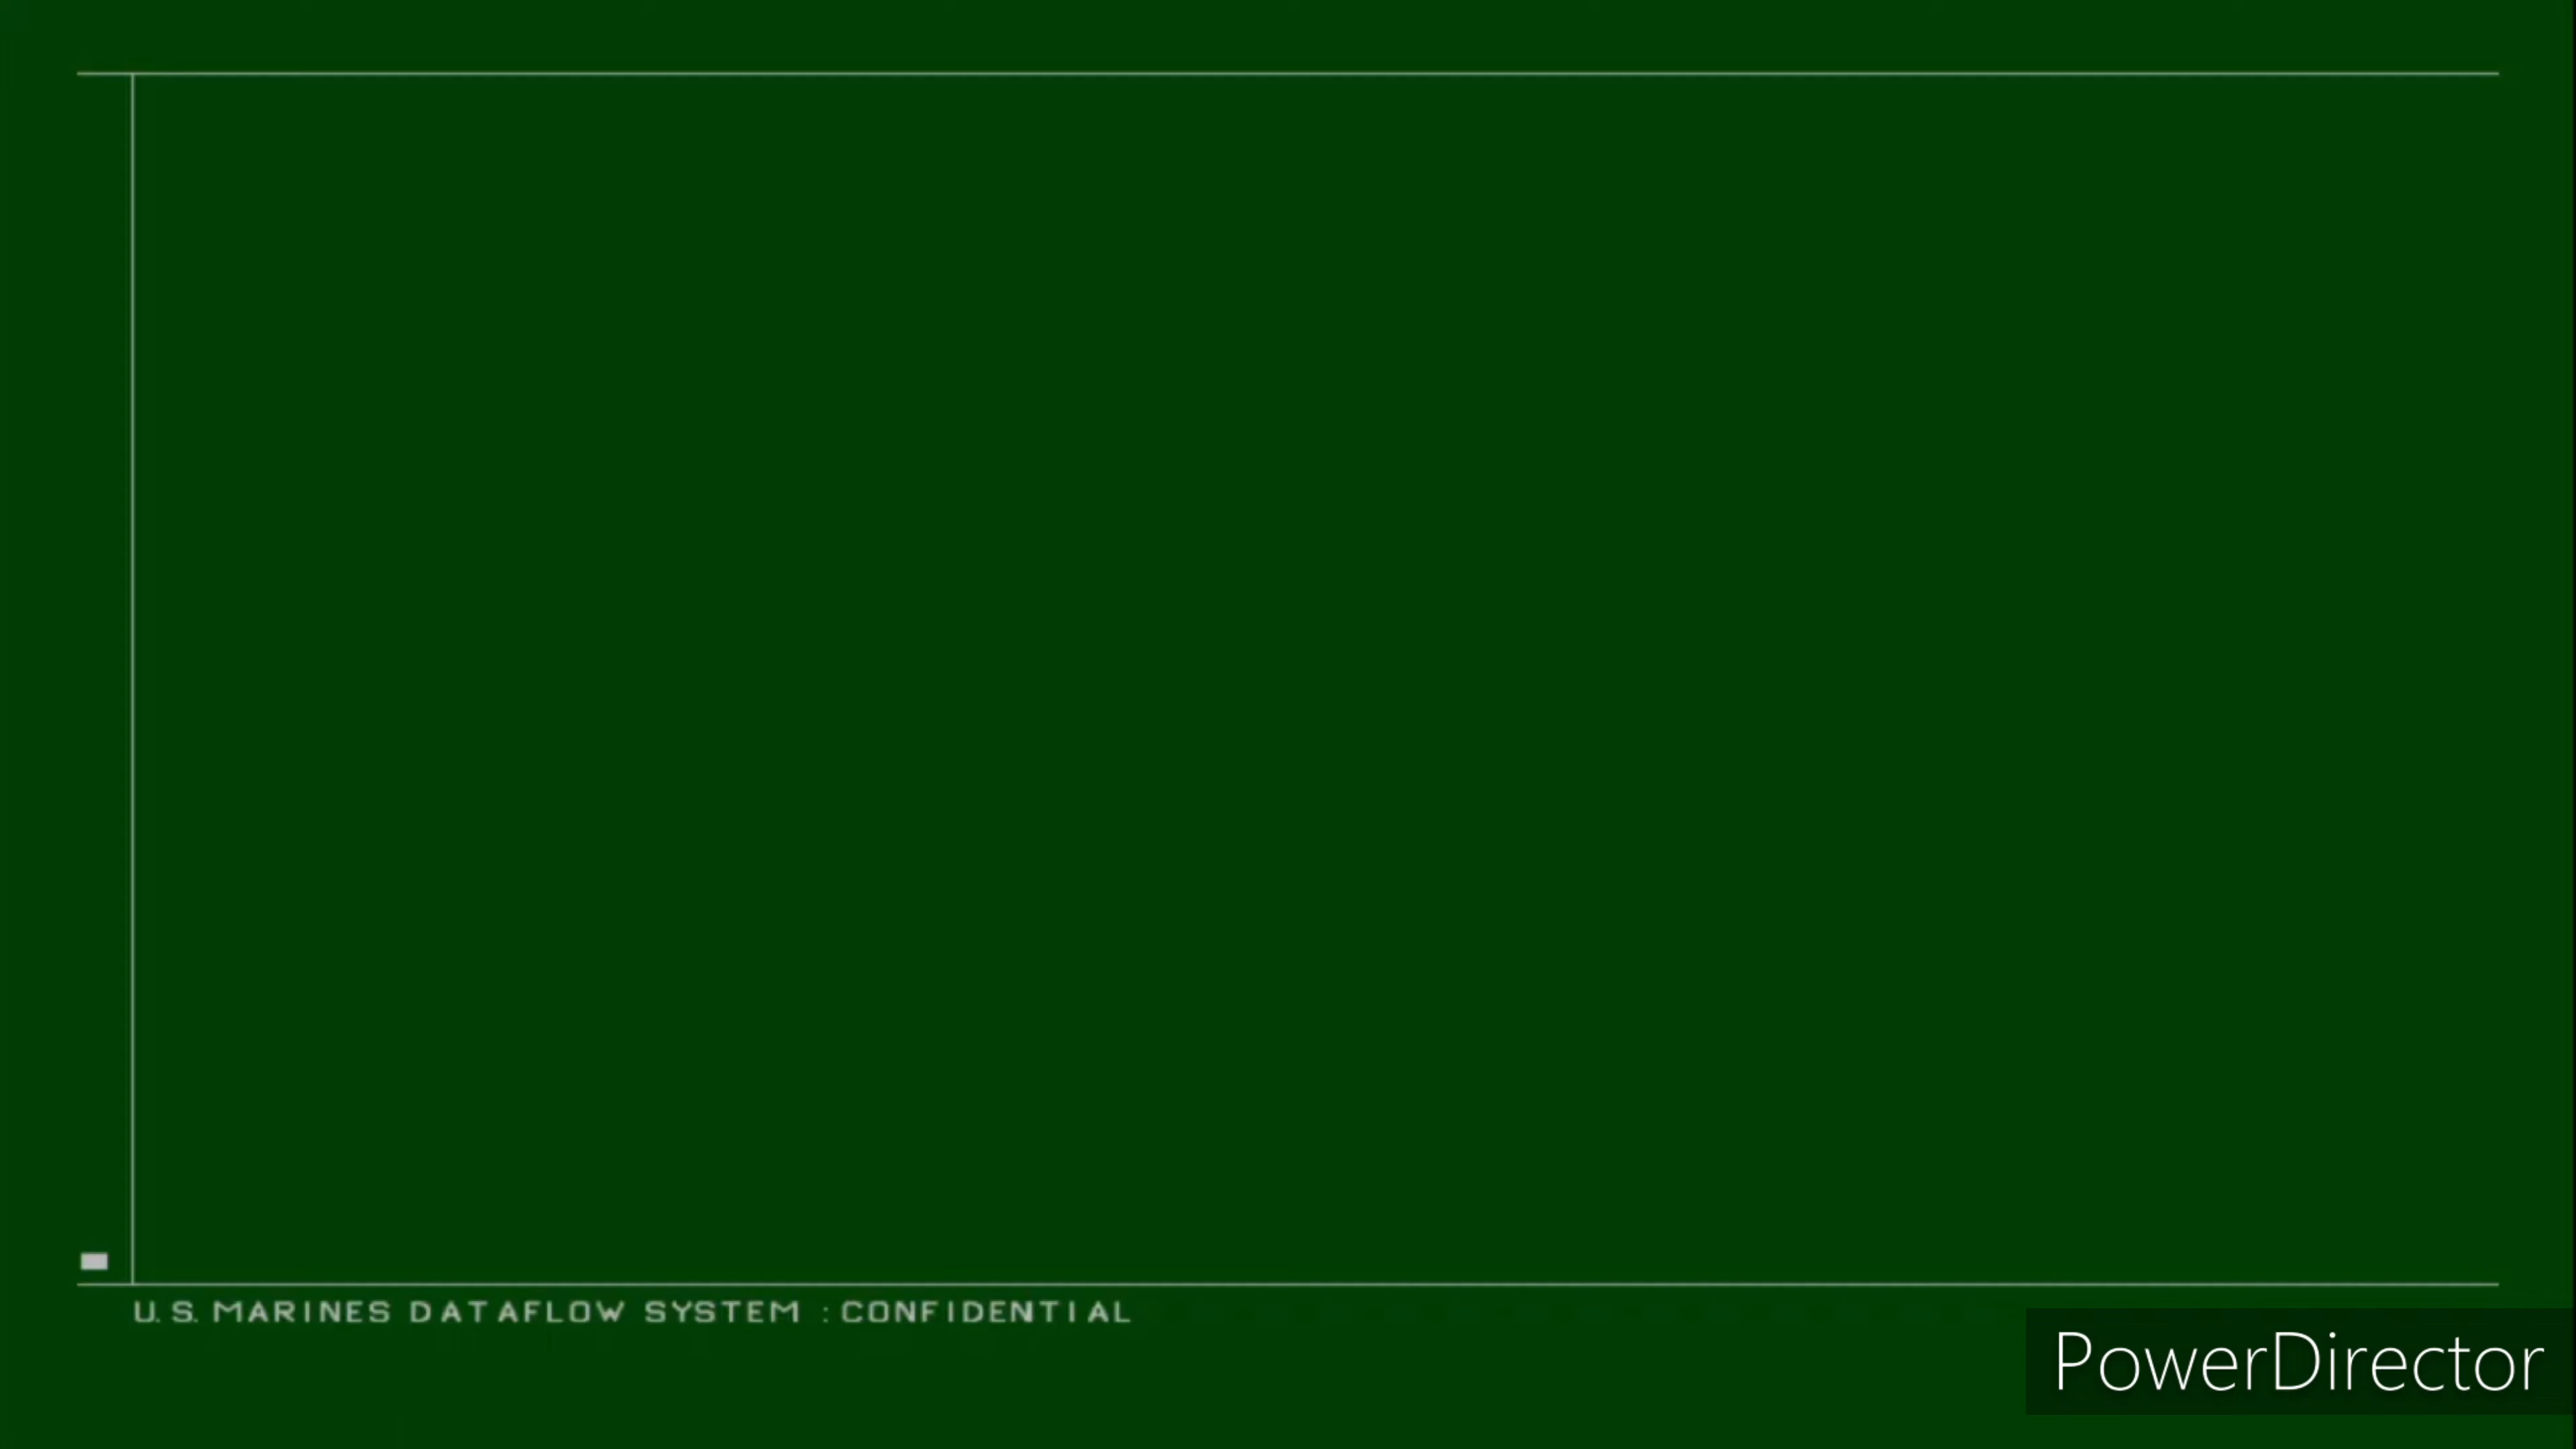 U.S. MARINES DATAFLOW SYSTEM : CONFIDENTIAL
PowerDirector